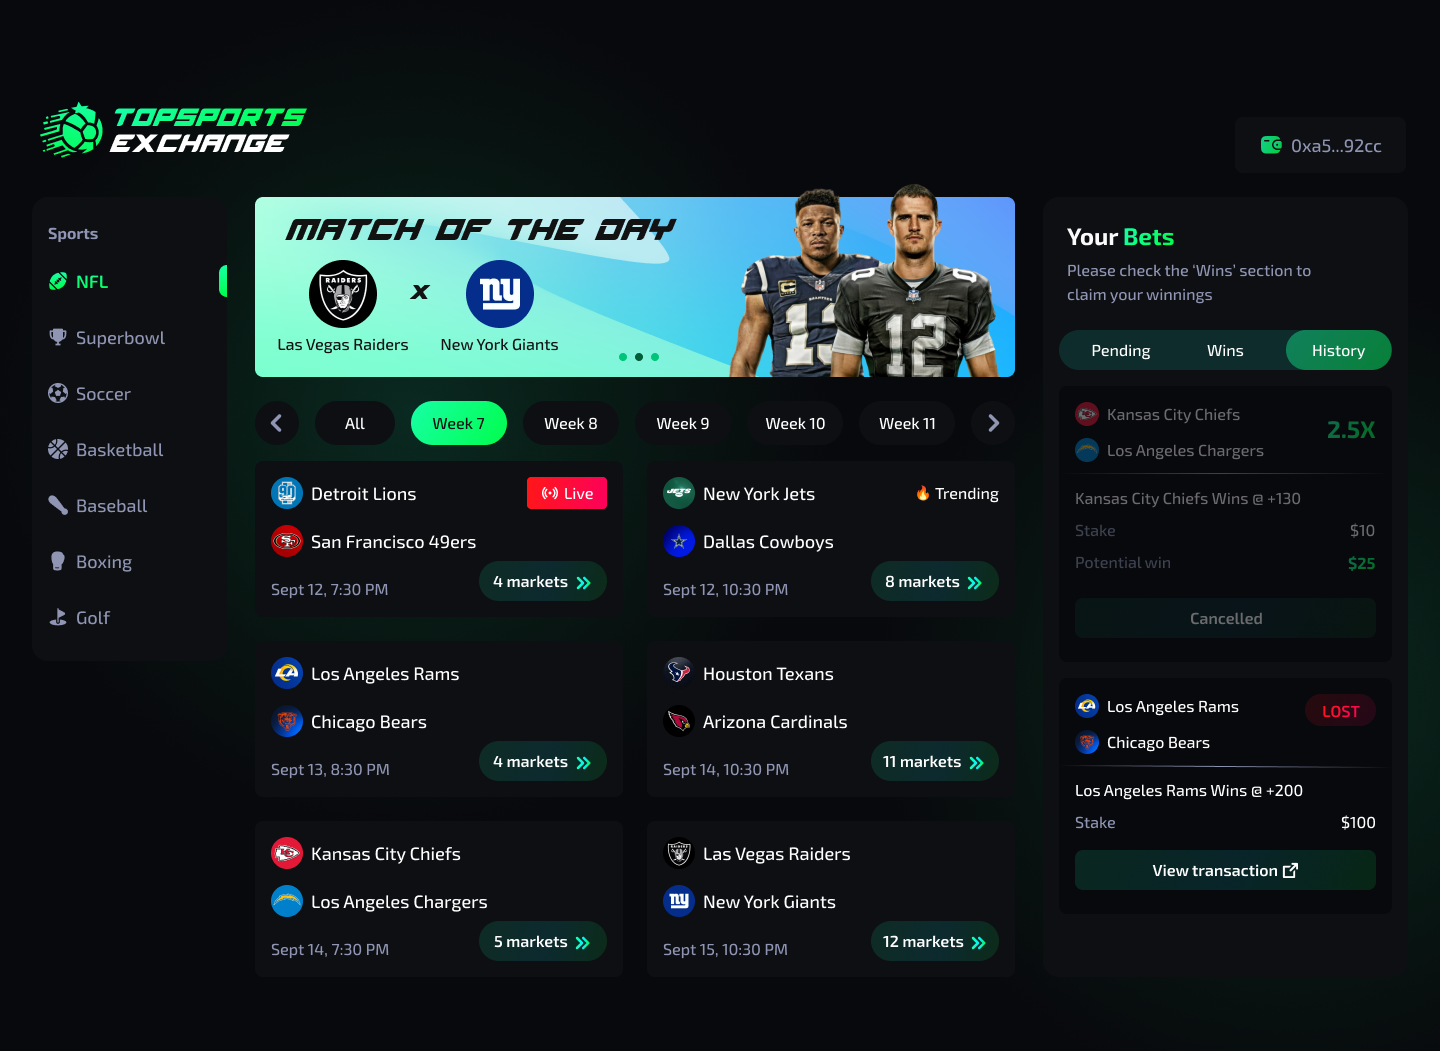 TOPSPORTS
EXCHANGE
0xa5...92cc
Sports
NFL
Superbowl
Soccer
Basketball
Baseball
Boxing
Golf
MATCH OF THE DAY
RAIDERS
x
ny
Las Vegas Raiders
New York Giants
C
12
All
Week 7
Week 8
Week 9
Week 10
Week 11
Detroit Lions
Live
San Francisco 49ers
Sept 12, 7:30 PM
4 markets
New York Jets
🔥 Trending
Dallas Cowboys
Sept 12, 10:30 PM
8 markets
Los Angeles Rams
Chicago Bears
Sept 13, 8:30 PM
4 markets
Houston Texans
Arizona Cardinals
Sept 14, 10:30 PM
11 markets
Kansas City Chiefs
Los Angeles Chargers
Sept 14, 7:30 PM
5 markets
Las Vegas Raiders
New York Giants
Sept 15, 10:30 PM
12 markets
Your Bets
Please check the ‘Wins’ section to
claim your winnings
Pending
Wins
History
Kansas City Chiefs
2.5X
Los Angeles Chargers
Kansas City Chiefs Wins @ +130
Stake
$10
Potential win
$25
Cancelled
Los Angeles Rams
LOST
Chicago Bears
Los Angeles Rams Wins @ +200
Stake
$100
View transaction